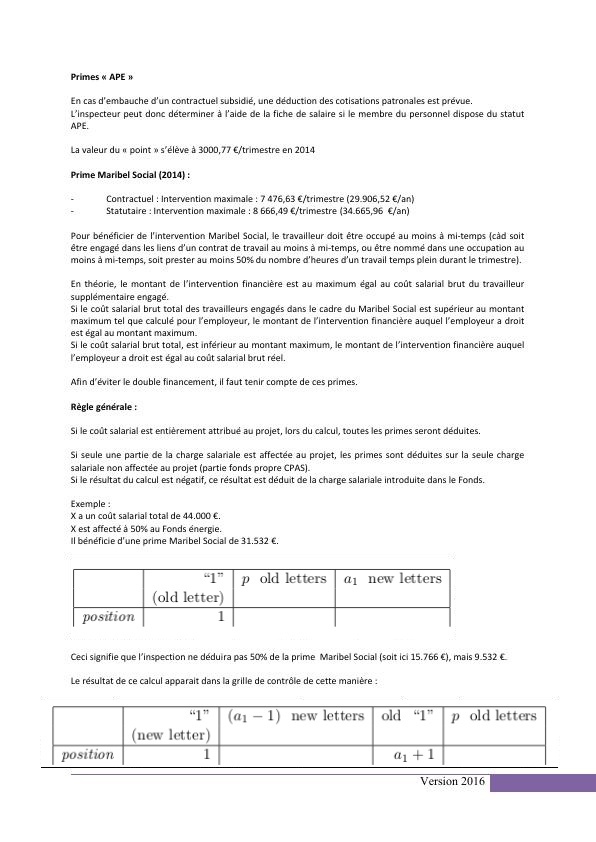 Primes « APE »
En cas d'embauche d'un contractuel subsidié, une déduction des cotisations patronales est prévue.
L'inspecteur peut donc déterminer à l'aide de la fiche de salaire si le membre du personnel dispose du statut
APE.
La valeur du « point » s'élève à 3000,77 €/trimestre en 2014
Prime Maribel Social (2014) :
- Contractuel : Intervention maximale : 7 476,63 €/trimestre (29.906,52 €/an)
- Statutaire : Intervention maximale : 8 666,49 €/trimestre (34.665,96 €/an)
Pour bénéficier de l'intervention Maribel Social, le travailleur doit être occupé au moins à mi-temps (càd soit
être engagé dans les liens d'un contrat de travail au moins à mi-temps, ou être nommé dans une occupation au
moins à mi-temps, soit prester au moins 50% du nombre d'heures d'un travail temps plein durant le trimestre).
En théorie, le montant de l'intervention financière est au maximum égal au coût salarial brut du travailleur
supplémentaire engagé.
Si le coût salarial brut total des travailleurs engagés dans le cadre du Maribel Social est supérieur au montant
maximum tel que calculé pour l'employeur, le montant de l'intervention financière auquel l'employeur a droit
est égal au montant maximum.
Si le coût salarial brut total, est inférieur au montant maximum, le montant de l'intervention financière auquel
l'employeur a droit est égal au coût salarial brut réel.
Afin d'éviter le double financement, il faut tenir compte de ces primes.
Règle générale :
Si le coût salarial est entièrement attribué au projet, lors du calcul, toutes les primes seront déduites.
Si seule une partie de la charge salariale est affectée au projet, les primes sont déduites sur la seule charge
salariale non affectée au projet (partie fonds propre CPAS).
Si le résultat du calcul est négatif, ce résultat est déduit de la charge salariale introduite dans le Fonds.
Exemple :
X a un coût salarial total de 44.000 €.
X est affecté à 50% au Fonds énergie.
Il bénéficie d'une prime Maribel Social de 31.532 €.
"1" p old letters a₁ new letters
(old letter)
position 1
Ceci signifie que l'inspection ne déduira pas 50% de la prime Maribel Social (soit ici 15.766 €), mais 9.532 €.
Le résultat de ce calcul apparait dans la grille de contrôle de cette manière :
"1" (a₁ − 1) new letters old "1" p old letters
(new letter)
position 1 a₁ + 1
Version 2016